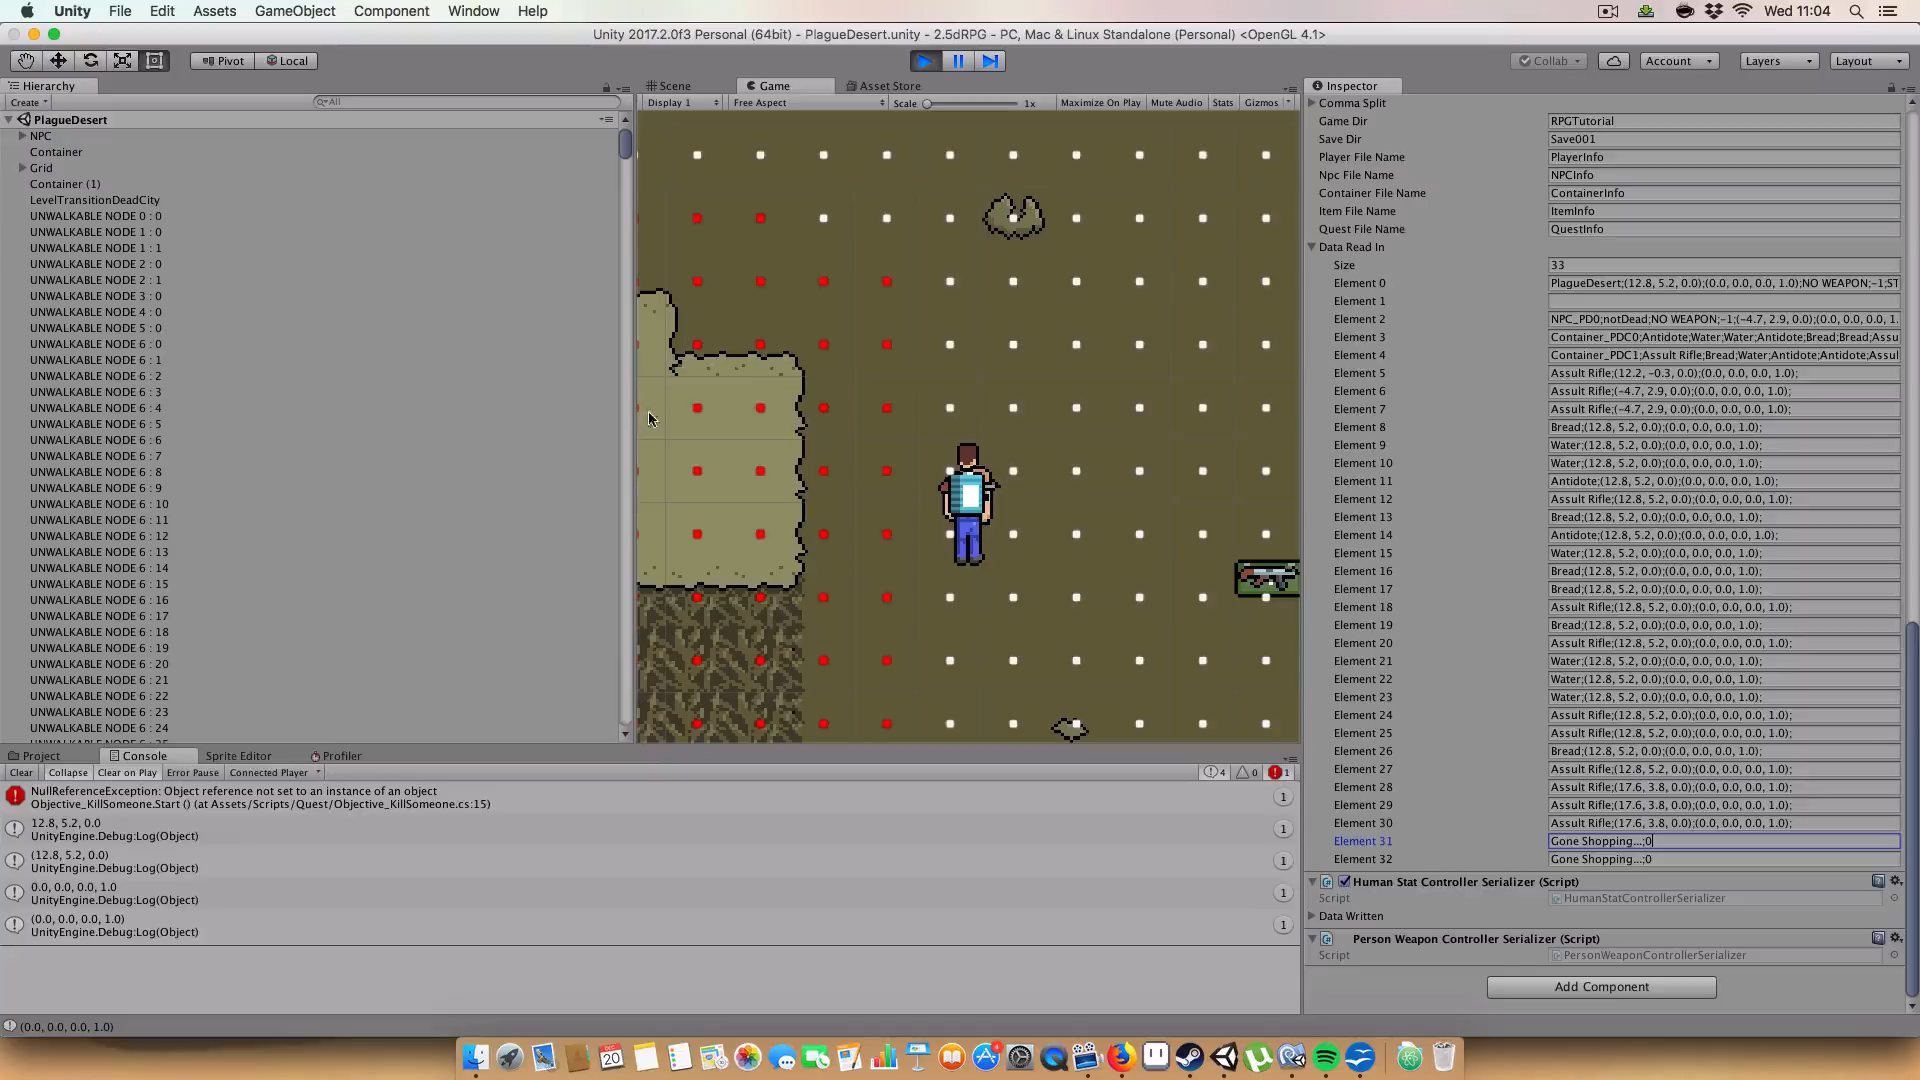 Unity File Edit Assets GameObject Component Window Help Wed 11:04
Unity 2017.2.0f3 Personal (64bit) - PlagueDesert.unity - 2.5dRPG - PC, Mac & Linux Standalone (Personal) <OpenGL 4.1>
Pivot Local Collab Account Layers Layout
Hierarchy
Create All
PlagueDesert
NPC
Container
Grid
Container (1)
LevelTransitionDeadCity
UNWALKABLE NODE 0 : 0
UNWALKABLE NODE 1 : 0
UNWALKABLE NODE 1 : 1
UNWALKABLE NODE 2 : 0
UNWALKABLE NODE 2 : 1
UNWALKABLE NODE 3 : 0
UNWALKABLE NODE 4 : 0
UNWALKABLE NODE 5 : 0
UNWALKABLE NODE 6 : 0
UNWALKABLE NODE 6 : 1
UNWALKABLE NODE 6 : 2
UNWALKABLE NODE 6 : 3
UNWALKABLE NODE 6 : 4
UNWALKABLE NODE 6 : 5
UNWALKABLE NODE 6 : 6
UNWALKABLE NODE 6 : 7
UNWALKABLE NODE 6 : 8
UNWALKABLE NODE 6 : 9
UNWALKABLE NODE 6 : 10
UNWALKABLE NODE 6 : 11
UNWALKABLE NODE 6 : 12
UNWALKABLE NODE 6 : 13
UNWALKABLE NODE 6 : 14
UNWALKABLE NODE 6 : 15
UNWALKABLE NODE 6 : 16
UNWALKABLE NODE 6 : 17
UNWALKABLE NODE 6 : 18
UNWALKABLE NODE 6 : 19
UNWALKABLE NODE 6 : 20
UNWALKABLE NODE 6 : 21
UNWALKABLE NODE 6 : 22
UNWALKABLE NODE 6 : 23
UNWALKABLE NODE 6 : 24
Scene Game Asset Store
Display 1 Free Aspect Scale 1x Maximize On Play Mute Audio Stats Gizmos
Inspector
Comma Split
Game Dir RPGTutorial
Save Dir Save001
Player File Name PlayerInfo
Npc File Name NPCInfo
Container File Name ContainerInfo
Item File Name ItemInfo
Quest File Name QuestInfo
Data Read In
Size 33
Element 0 PlagueDesert;(12.8, 5.2, 0.0);(0.0, 0.0, 0.0, 1.0);NO WEAPON;-1;ST
Element 1
Element 2 NPC_PD0;notDead;NO WEAPON;-1;(-4.7, 2.9, 0.0);(0.0, 0.0, 0.0, 1.
Element 3 Container_PDC0;Antidote;Water;Water;Antidote;Bread;Bread;Assu
Element 4 Container_PDC1;Assult Rifle;Bread;Water;Antidote;Antidote;Assul
Element 5 Assult Rifle;(12.2, -0.3, 0.0);(0.0, 0.0, 0.0, 1.0);
Element 6 Assult Rifle;(-4.7, 2.9, 0.0);(0.0, 0.0, 0.0, 1.0);
Element 7 Assult Rifle;(-4.7, 2.9, 0.0);(0.0, 0.0, 0.0, 1.0);
Element 8 Bread;(12.8, 5.2, 0.0);(0.0, 0.0, 0.0, 1.0);
Element 9 Water;(12.8, 5.2, 0.0);(0.0, 0.0, 0.0, 1.0);
Element 10 Water;(12.8, 5.2, 0.0);(0.0, 0.0, 0.0, 1.0);
Element 11 Antidote;(12.8, 5.2, 0.0);(0.0, 0.0, 0.0, 1.0);
Element 12 Assult Rifle;(12.8, 5.2, 0.0);(0.0, 0.0, 0.0, 1.0);
Element 13 Bread;(12.8, 5.2, 0.0);(0.0, 0.0, 0.0, 1.0);
Element 14 Antidote;(12.8, 5.2, 0.0);(0.0, 0.0, 0.0, 1.0);
Element 15 Water;(12.8, 5.2, 0.0);(0.0, 0.0, 0.0, 1.0);
Element 16 Bread;(12.8, 5.2, 0.0);(0.0, 0.0, 0.0, 1.0);
Element 17 Bread;(12.8, 5.2, 0.0);(0.0, 0.0, 0.0, 1.0);
Element 18 Assult Rifle;(12.8, 5.2, 0.0);(0.0, 0.0, 0.0, 1.0);
Element 19 Bread;(12.8, 5.2, 0.0);(0.0, 0.0, 0.0, 1.0);
Element 20 Assult Rifle;(12.8, 5.2, 0.0);(0.0, 0.0, 0.0, 1.0);
Element 21 Water;(12.8, 5.2, 0.0);(0.0, 0.0, 0.0, 1.0);
Element 22 Water;(12.8, 5.2, 0.0);(0.0, 0.0, 0.0, 1.0);
Element 23 Water;(12.8, 5.2, 0.0);(0.0, 0.0, 0.0, 1.0);
Element 24 Assult Rifle;(12.8, 5.2, 0.0);(0.0, 0.0, 0.0, 1.0);
Element 25 Assult Rifle;(12.8, 5.2, 0.0);(0.0, 0.0, 0.0, 1.0);
Element 26 Bread;(12.8, 5.2, 0.0);(0.0, 0.0, 0.0, 1.0);
Element 27 Assult Rifle;(12.8, 5.2, 0.0);(0.0, 0.0, 0.0, 1.0);
Element 28 Assult Rifle;(17.6, 3.8, 0.0);(0.0, 0.0, 0.0, 1.0);
Element 29 Assult Rifle;(17.6, 3.8, 0.0);(0.0, 0.0, 0.0, 1.0);
Element 30 Assult Rifle;(17.6, 3.8, 0.0);(0.0, 0.0, 0.0, 1.0);
Element 31 Gone Shopping...;0
Element 32 Gone Shopping...;0
Human Stat Controller Serializer (Script)
Script HumanStatControllerSerializer
Data Written
Person Weapon Controller Serializer (Script)
Script PersonWeaponControllerSerializer
Add Component
Project Console Sprite Editor Profiler
Clear Collapse Clear on Play Error Pause Connected Player 4 0 1
NullReferenceException: Object reference not set to an instance of an object
Objective_KillSomeone.Start () (at Assets/Scripts/Quest/Objective_KillSomeone.cs:15)
1
12.8, 5.2, 0.0
UnityEngine.Debug:Log(Object)
1
(12.8, 5.2, 0.0)
UnityEngine.Debug:Log(Object)
1
0.0, 0.0, 0.0, 1.0
UnityEngine.Debug:Log(Object)
1
(0.0, 0.0, 0.0, 1.0)
UnityEngine.Debug:Log(Object)
1
(0.0, 0.0, 0.0, 1.0)
20